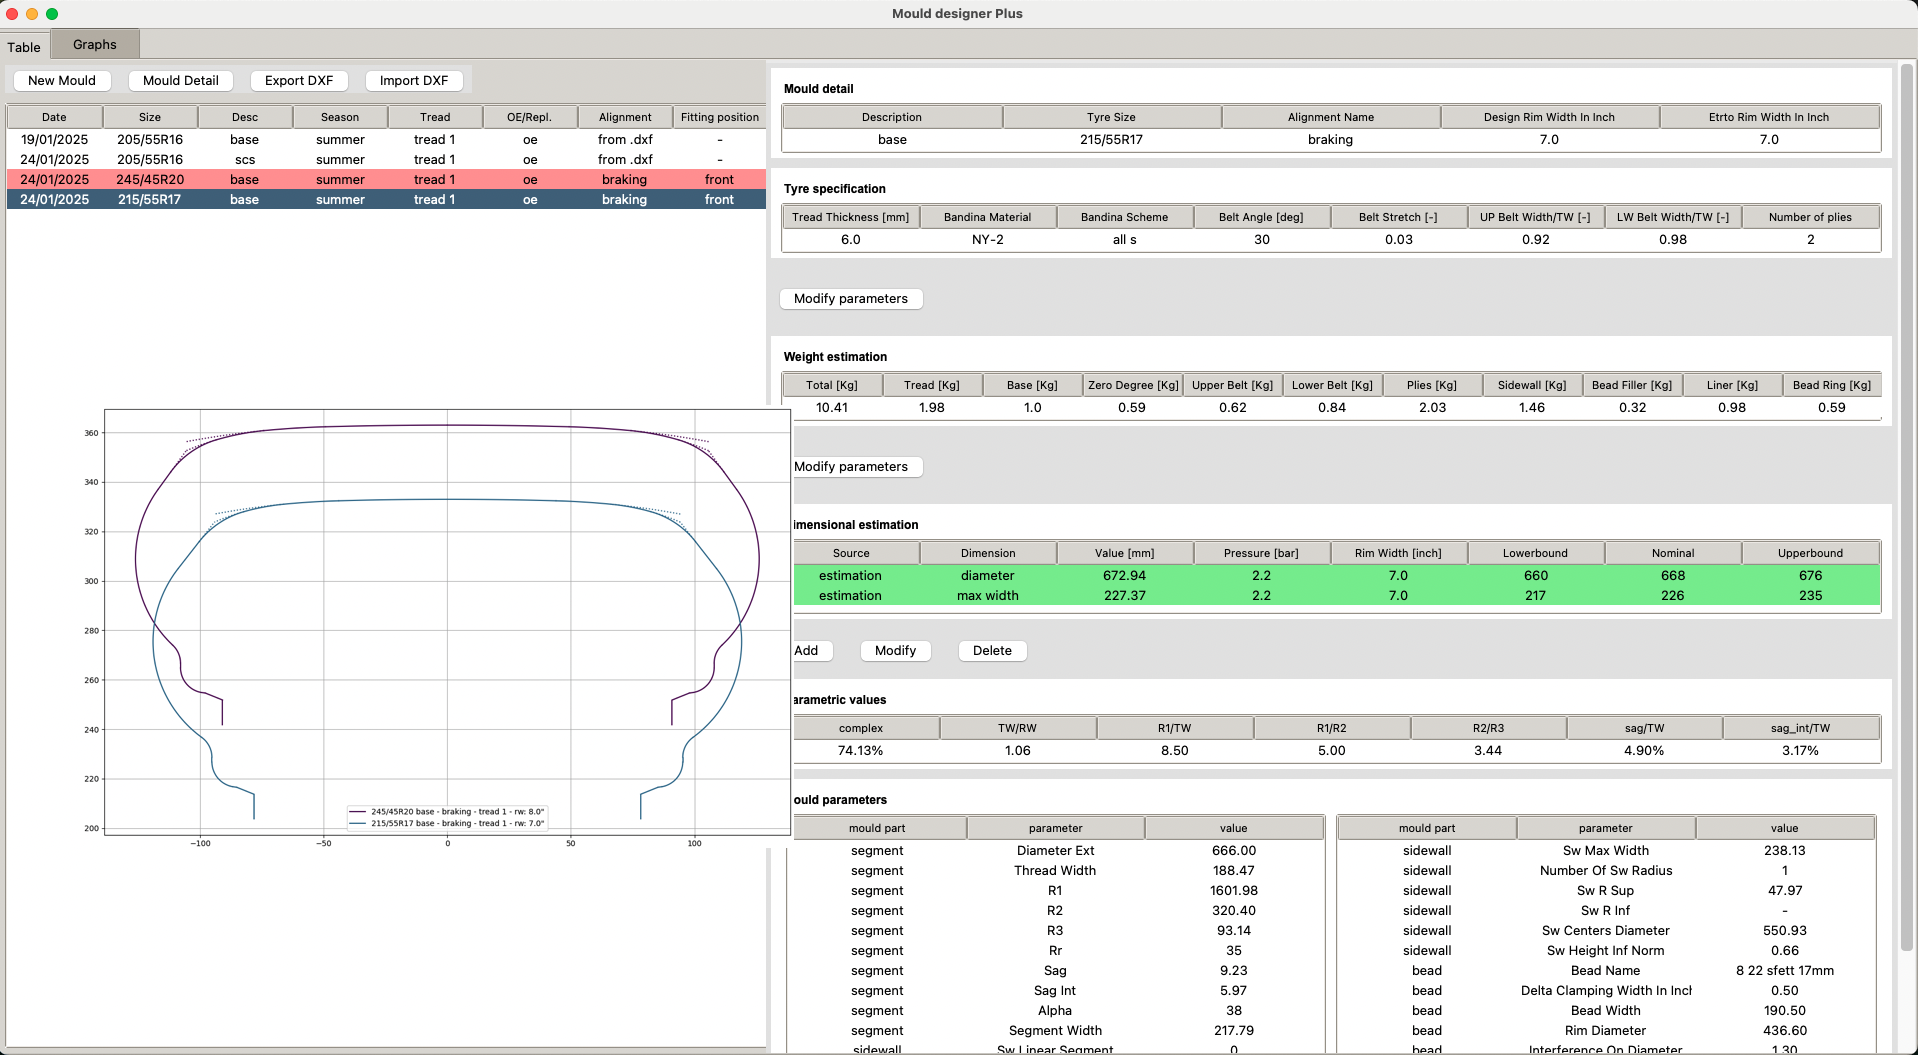 Mould designer Plus
Table Graphs
New Mould Mould Detail Export DXF Import DXF
Date Size Desc Season Tread OE/Repl. Alignment Fitting position
19/01/2025 205/55R16 base summer tread 1 oe from .dxf -
24/01/2025 205/55R16 scs summer tread 1 oe from .dxf -
24/01/2025 245/45R20 base summer tread 1 oe braking front
24/01/2025 215/55R17 base summer tread 1 oe braking front
360
340
320
300
280
260
240
220
200
−100 −50 0 50 100
245/45R20 base - braking - tread 1 - rw: 8.0"
215/55R17 base - braking - tread 1 - rw: 7.0"
Mould detail
Description Tyre Size Alignment Name Design Rim Width In Inch Etrto Rim Width In Inch
base 215/55R17 braking 7.0 7.0
Tyre specification
Tread Thickness [mm] Bandina Material Bandina Scheme Belt Angle [deg] Belt Stretch [-] UP Belt Width/TW [-] LW Belt Width/TW [-] Number of plies
6.0 NY-2 all s 30 0.03 0.92 0.98 2
Modify parameters
Weight estimation
Total [Kg] Tread [Kg] Base [Kg] Zero Degree [Kg] Upper Belt [Kg] Lower Belt [Kg] Plies [Kg] Sidewall [Kg] Bead Filler [Kg] Liner [Kg] Bead Ring [Kg]
10.41 1.98 1.0 0.59 0.62 0.84 2.03 1.46 0.32 0.98 0.59
Modify parameters
imensional estimation
Source Dimension Value [mm] Pressure [bar] Rim Width [inch] Lowerbound Nominal Upperbound
estimation diameter 672.94 2.2 7.0 660 668 676
estimation max width 227.37 2.2 7.0 217 226 235
Add Modify Delete
arametric values
complex TW/RW R1/TW R1/R2 R2/R3 sag/TW sag_int/TW
74.13% 1.06 8.50 5.00 3.44 4.90% 3.17%
ould parameters
mould part parameter value mould part parameter value
segment Diameter Ext 666.00 sidewall Sw Max Width 238.13
segment Thread Width 188.47 sidewall Number Of Sw Radius 1
segment R1 1601.98 sidewall Sw R Sup 47.97
segment R2 320.40 sidewall Sw R Inf -
segment R3 93.14 sidewall Sw Centers Diameter 550.93
segment Rr 35 sidewall Sw Height Inf Norm 0.66
segment Sag 9.23 bead Bead Name 8 22 sfett 17mm
segment Sag Int 5.97 bead Delta Clamping Width In Inch 0.50
segment Alpha 38 bead Bead Width 190.50
segment Segment Width 217.79 bead Rim Diameter 436.60
sidewall Sw Linear Segment 0 bead Interference On Diameter 1.30